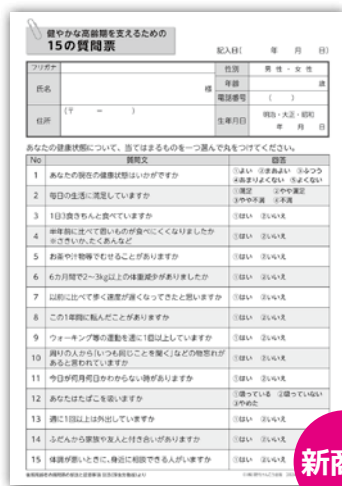 健やかな高齢期を支えるための
15の質問票
記入日( 年 月 日)
フリガナ
性別 男性 ・ 女性
氏名 様
年齢 歳
電話番号 ( )
住所 (〒 − )
生年月日 明治・大正・昭和
年 月 日
あなたの健康状態について、当てはまるものを一つ選んで丸をつけてください。
No 質問文 回答
1 あなたの現在の健康状態はいかがですか ①よい ②まあよい ③ふつう
④あまりよくない ⑤よくない
2 毎日の生活に満足していますか ①満足 ②やや満足
③やや不満 ④不満
3 1日3食きちんと食べていますか ①はい ②いいえ
4 半年前に比べて固いものが食べにくくなりましたか
※さきいか、たくあんなど ①はい ②いいえ
5 お茶や汁物等でむせることがありますか ①はい ②いいえ
6 6カ月間で2〜3kg以上の体重減少がありましたか ①はい ②いいえ
7 以前に比べて歩く速度が遅くなってきたと思いますか ①はい ②いいえ
8 この1年間に転んだことがありますか ①はい ②いいえ
9 ウォーキング等の運動を週に1回以上していますか ①はい ②いいえ
10 周りの人から「いつも同じことを聞く」などの物忘れが
あると言われていますか ①はい ②いいえ
11 今日が何月何日かわからない時がありますか ①はい ②いいえ
12 あなたはたばこを吸いますか ①吸っている ②吸っていない
③やめた
13 週に1回以上は外出していますか ①はい ②いいえ
14 ふだんから家族や友人と付き合いがありますか ①はい ②いいえ
15 体調が悪いときに、身近に相談できる人がいますか ①はい ②いいえ
新商